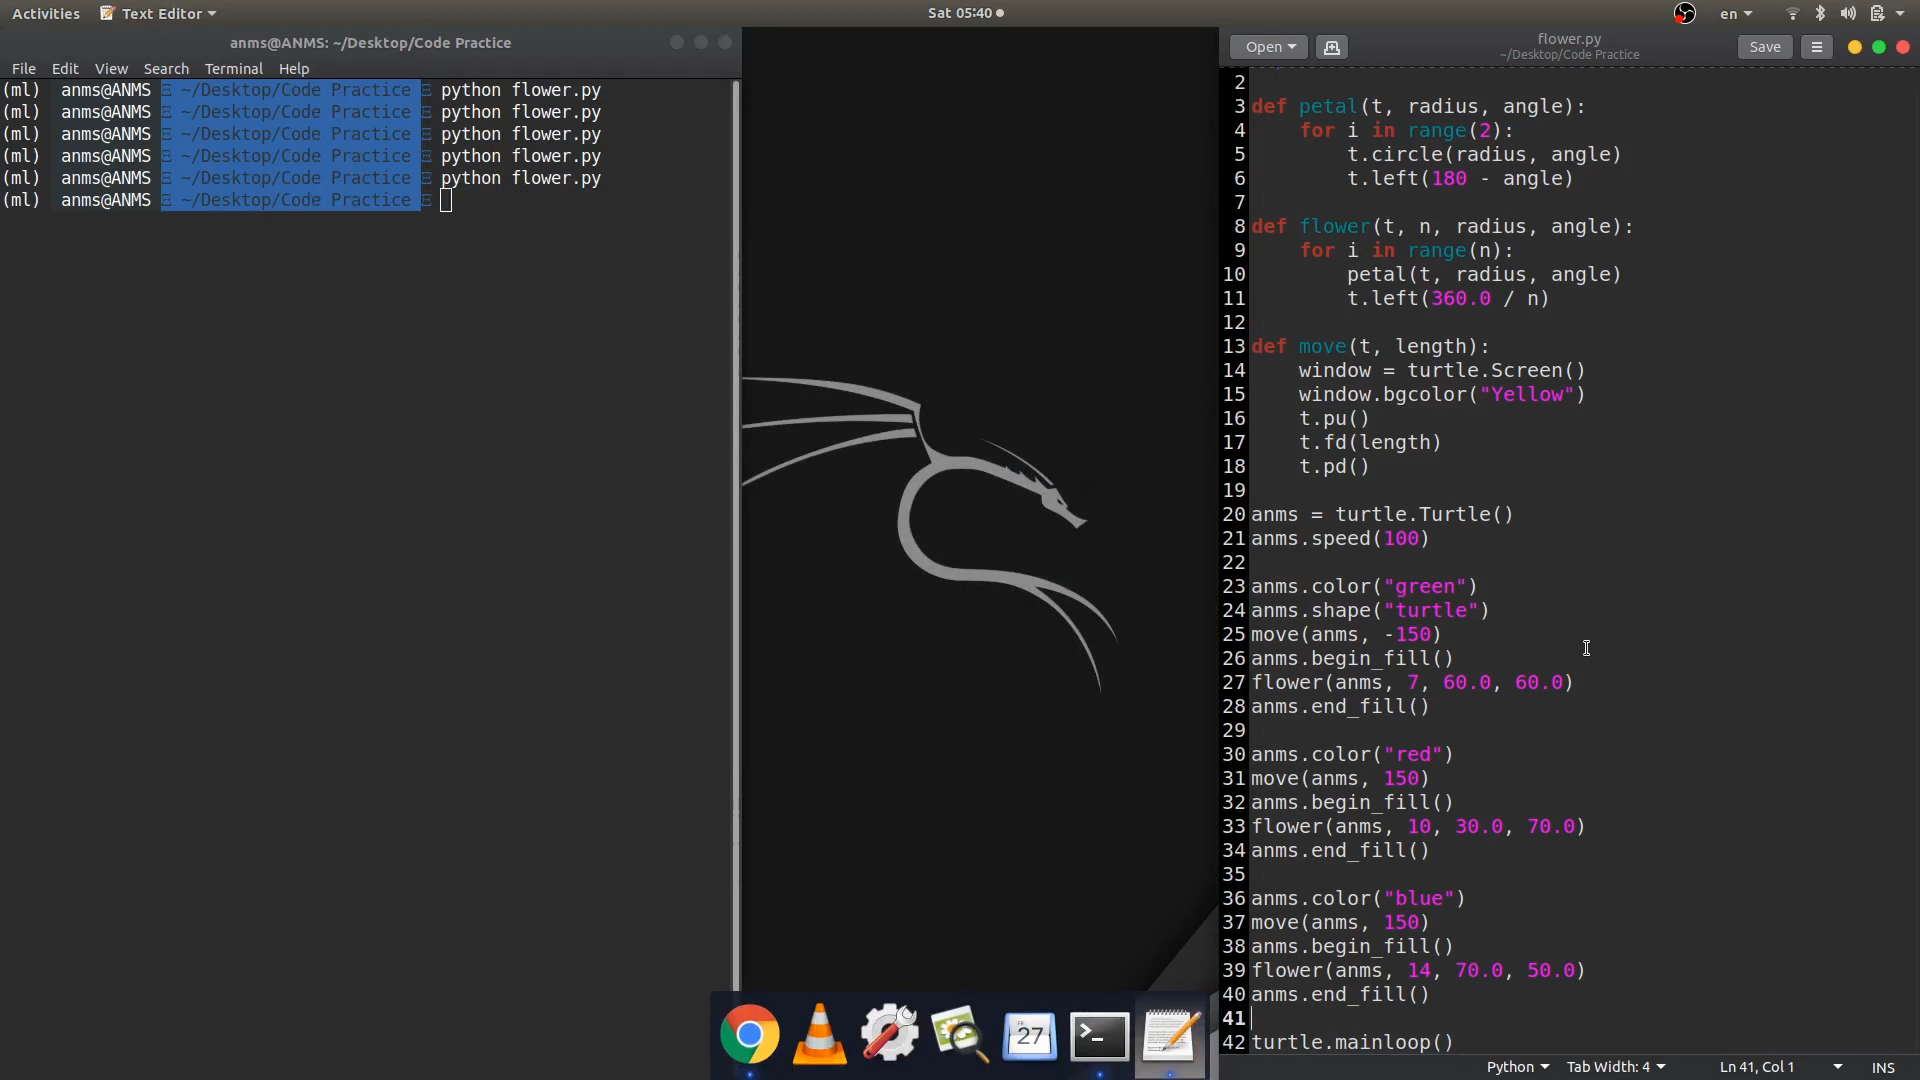 Activities Text Editor Sat 05:40 en
anms@ANMS: ~/Desktop/Code Practice
File Edit View Search Terminal Help
(ml) anms@ANMS ~/Desktop/Code Practice python flower.py
(ml) anms@ANMS ~/Desktop/Code Practice python flower.py
(ml) anms@ANMS ~/Desktop/Code Practice python flower.py
(ml) anms@ANMS ~/Desktop/Code Practice python flower.py
(ml) anms@ANMS ~/Desktop/Code Practice python flower.py
(ml) anms@ANMS ~/Desktop/Code Practice
Open flower.py Save
~/Desktop/Code Practice
2
3 def petal(t, radius, angle):
4     for i in range(2):
5         t.circle(radius, angle)
6         t.left(180 - angle)
7
8 def flower(t, n, radius, angle):
9     for i in range(n):
10         petal(t, radius, angle)
11         t.left(360.0 / n)
12
13 def move(t, length):
14     window = turtle.Screen()
15     window.bgcolor("Yellow")
16     t.pu()
17     t.fd(length)
18     t.pd()
19
20 anms = turtle.Turtle()
21 anms.speed(100)
22
23 anms.color("green")
24 anms.shape("turtle")
25 move(anms, -150)
26 anms.begin_fill()
27 flower(anms, 7, 60.0, 60.0)
28 anms.end_fill()
29
30 anms.color("red")
31 move(anms, 150)
32 anms.begin_fill()
33 flower(anms, 10, 30.0, 70.0)
34 anms.end_fill()
35
36 anms.color("blue")
37 move(anms, 150)
38 anms.begin_fill()
39 flower(anms, 14, 70.0, 50.0)
40 anms.end_fill()
41
42 turtle.mainloop()
27
Python Tab Width: 4 Ln 41, Col 1 INS